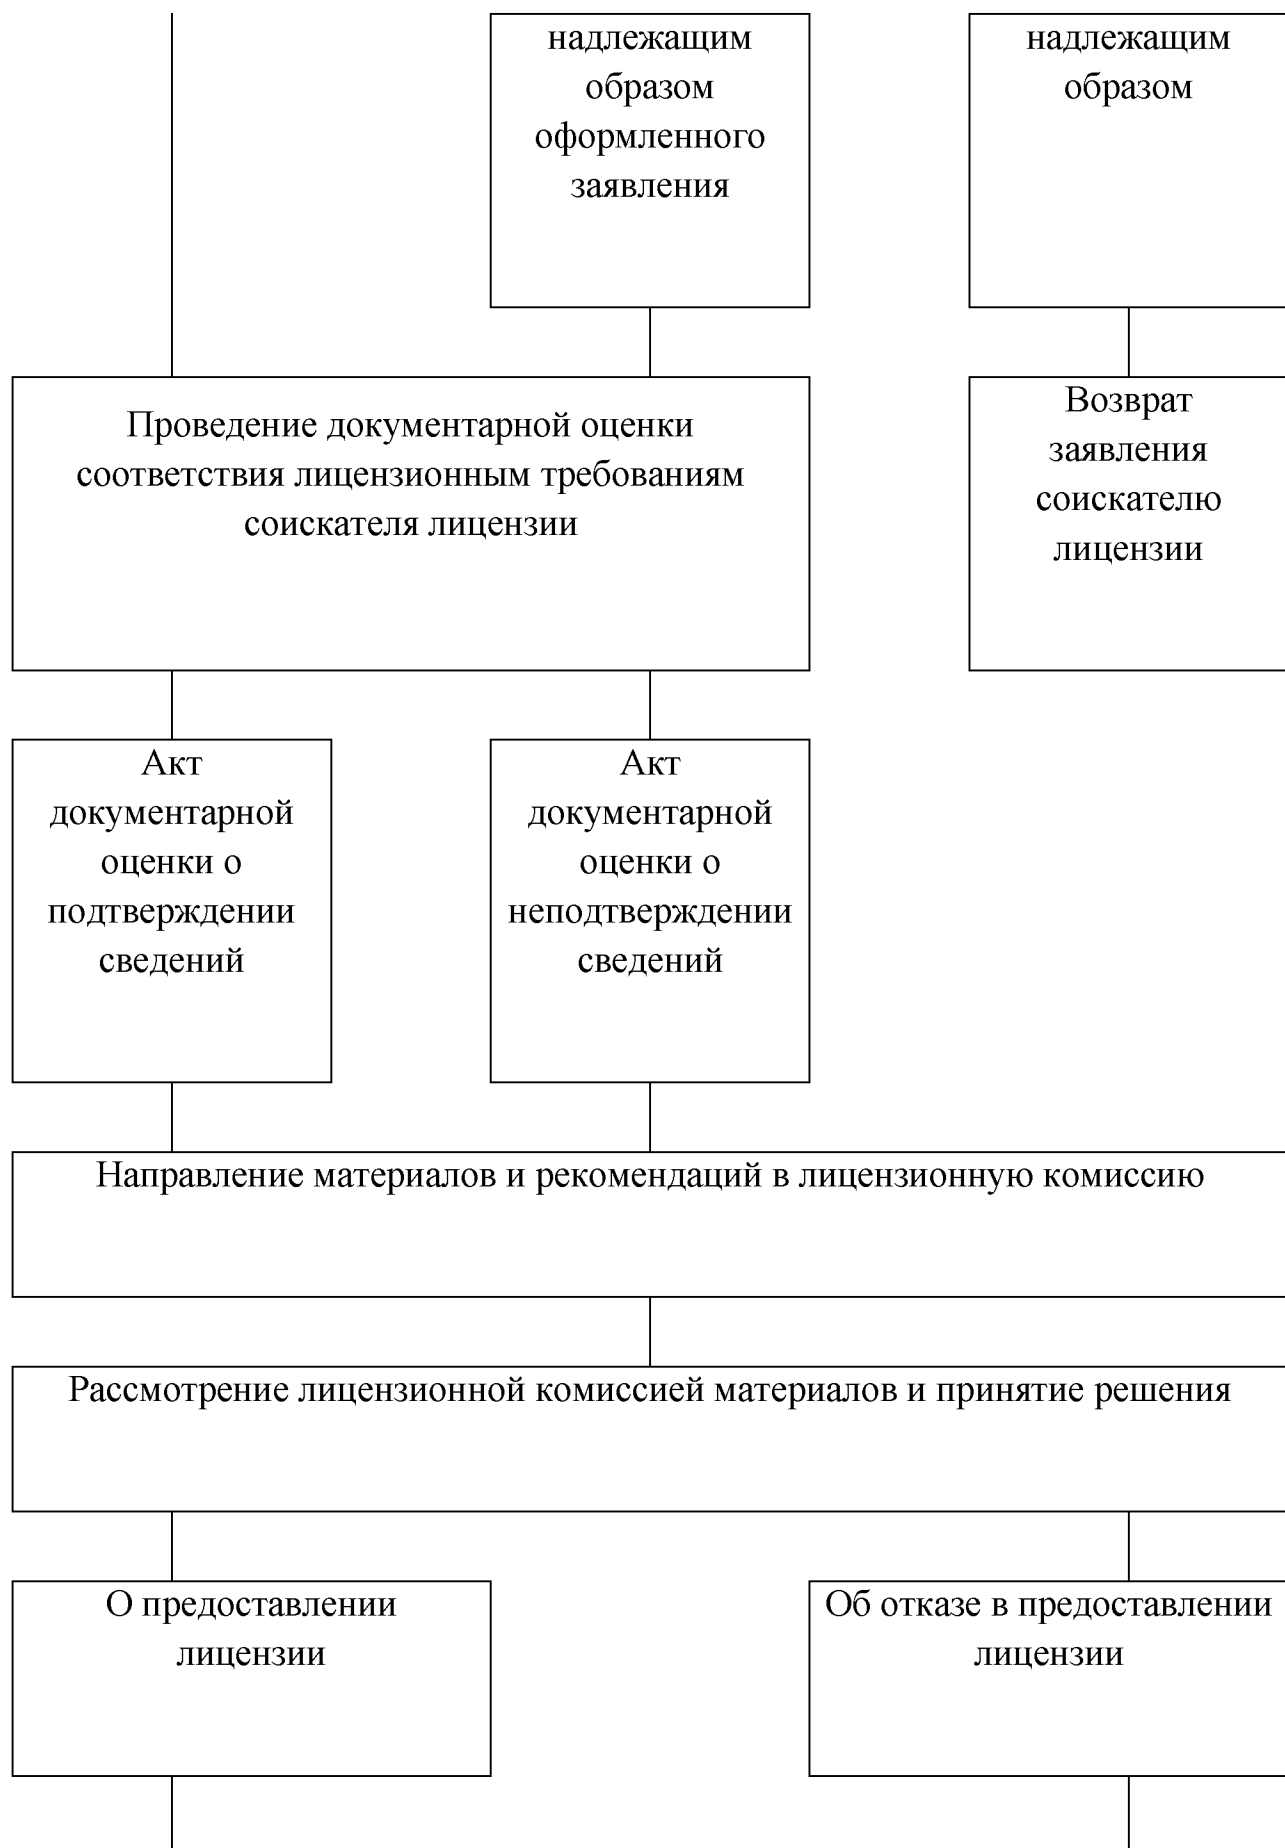 надлежащим
образом
оформленного
заявления
надлежащим
образом
Проведение документарной оценки
соответствия лицензионным требованиям
соискателя лицензии
Возврат
заявления
соискателю
лицензии
Акт
документарной
оценки о
подтверждении
сведений
Акт
документарной
оценки о
неподтверждении
сведений
Направление материалов и рекомендаций в лицензионную комиссию
Рассмотрение лицензионной комиссией материалов и принятие решения
О предоставлении
лицензии
Об отказе в предоставлении
лицензии